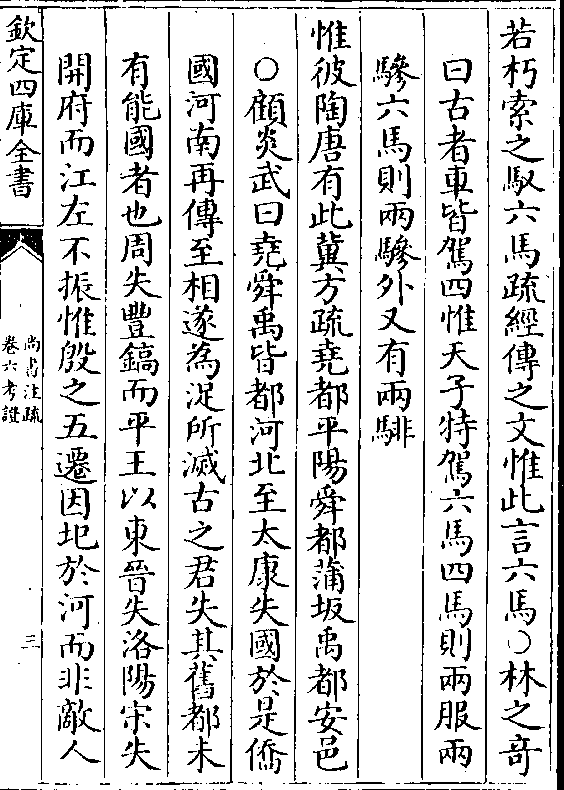 若朽索之馭六馬疏經傳之文惟此言六馬○林之奇
曰古者車皆駕四惟天子特駕六馬四馬則兩服兩
驂六馬則兩驂外又有兩騑
惟彼陶唐有此冀方疏堯都平陽舜都蒲坂禹都安邑
○顧炎武曰堯舜禹皆都河北至太康失國於是僑
國河南再傳至相遂為浞所滅古之君失其舊都未
有能國者也周失豐鎬而平王以東晉失洛陽宋失
開府而江左不振惟殷之五遷因圯於河而非敵人
欽定四庫全書
尚書注疏
卷六考證
三